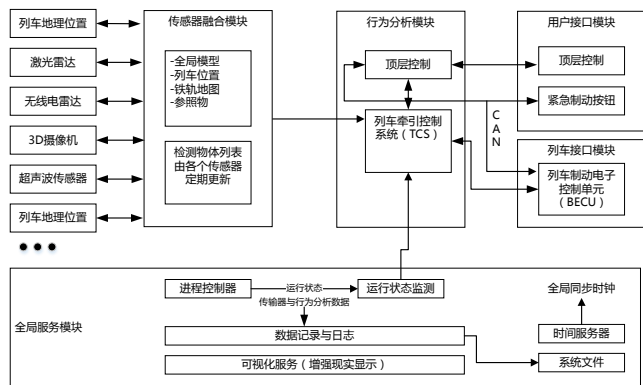 列车地理位置
激光雷达
无线电雷达
3D摄像机
超声波传感器
列车地理位置
传感器融合模块
-全局模型
-列车位置
-铁轨地图
-参照物
检测物体列表
由各个传感器
定期更新
行为分析模块
顶层控制
列车牵引控制
系统（TCS）
CAN
用户接口模块
顶层控制
紧急制动按钮
列车接口模块
列车制动电子
控制单元
（BECU）
全局服务模块
进程控制器
运行状态
运行状态监测
传输器与行为分析数据
数据记录与日志
可视化服务（增强现实显示）
全局同步时钟
时间服务器
系统文件